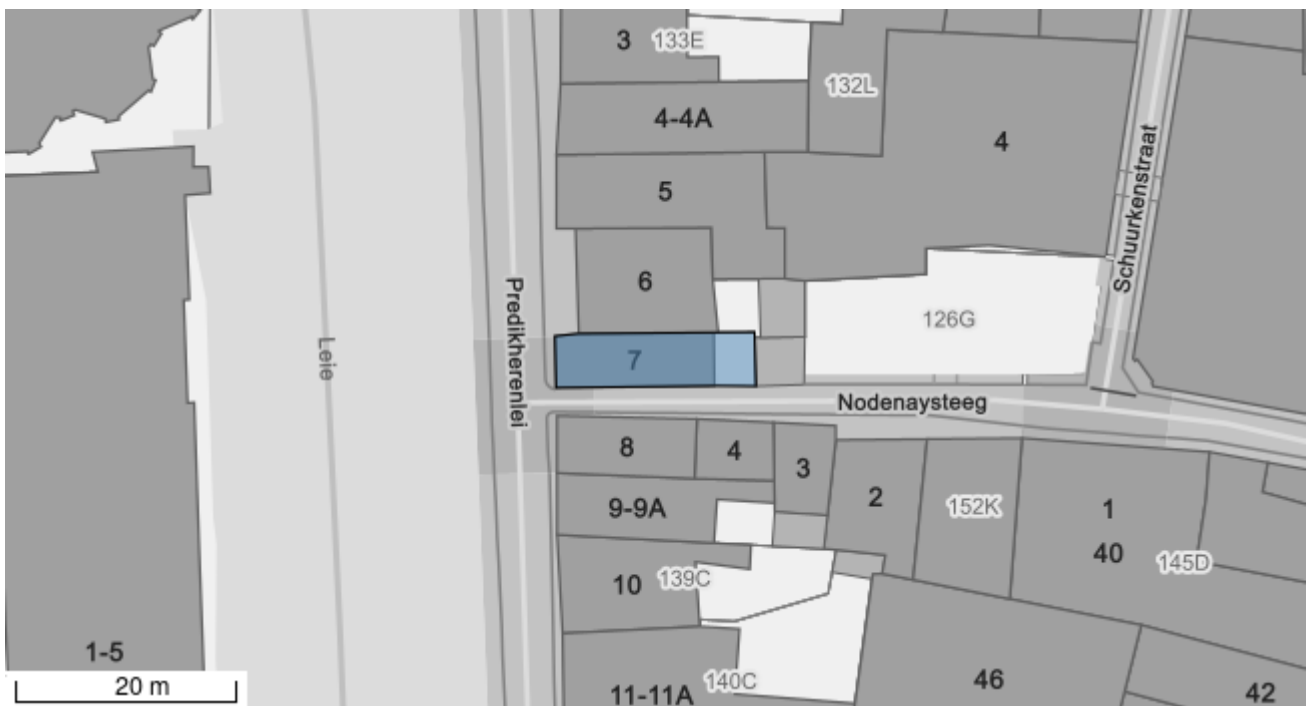 3
133E
132L
4-4A
4
5
Schuurkenstraat
6
Predikherenlei
Leie
126G
7
Nodenaysteeg
8
4
3
9-9A
2
152K
1
40
145D
10
139C
1-5
20 m
11-11A
140C
46
42